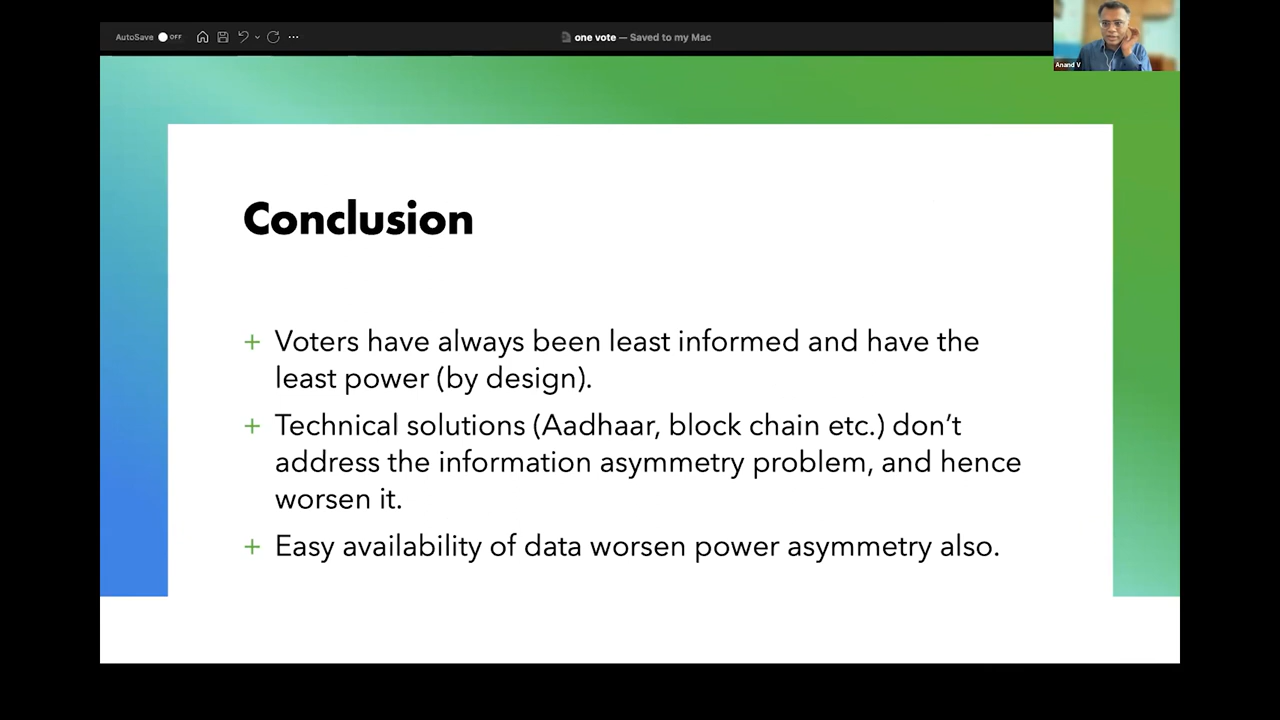 AutoSave OFF
one vote — Saved to my Mac
Anand V
Conclusion
+ Voters have always been least informed and have the
least power (by design).
+ Technical solutions (Aadhaar, block chain etc.) don’t
address the information asymmetry problem, and hence
worsen it.
+ Easy availability of data worsen power asymmetry also.